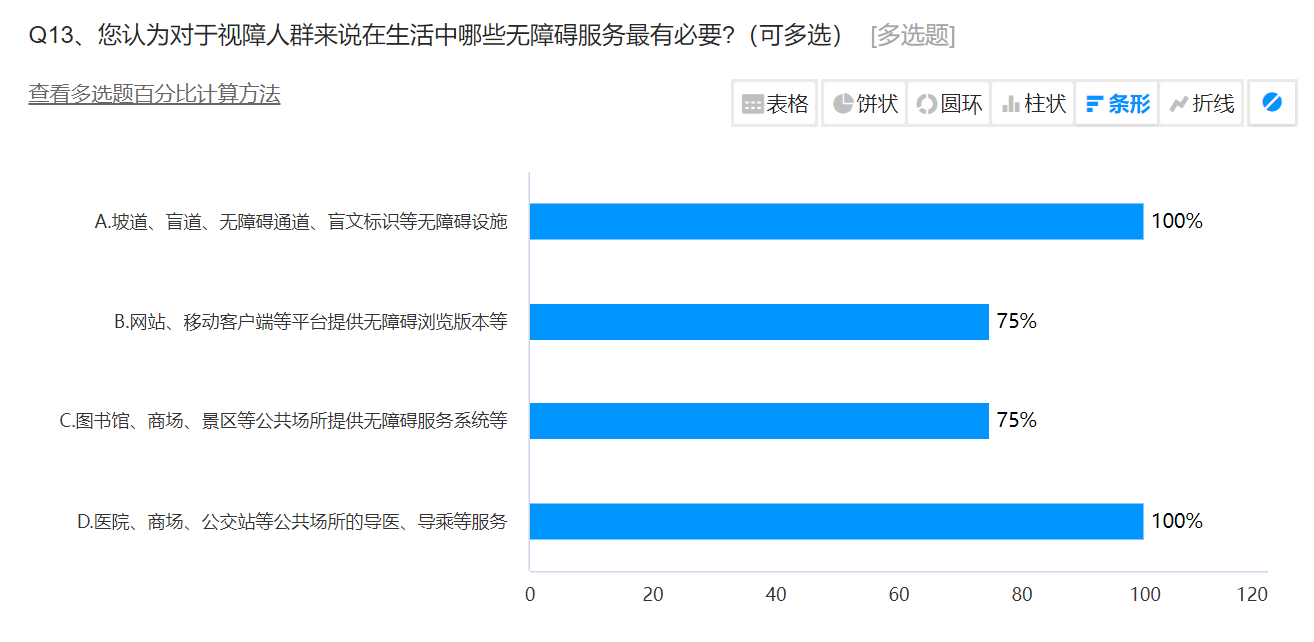 Q13、您认为对于视障人群来说在生活中哪些无障碍服务最有必要?（可多选） [多选题]
查看多选题百分比计算方法
表格 饼状 圆环 柱状 条形 折线
A.坡道、盲道、无障碍通道、盲文标识等无障碍设施 100%
B.网站、移动客户端等平台提供无障碍浏览版本等 75%
C.图书馆、商场、景区等公共场所提供无障碍服务系统等 75%
D.医院、商场、公交站等公共场所的导医、导乘等服务 100%
0 20 40 60 80 100 120